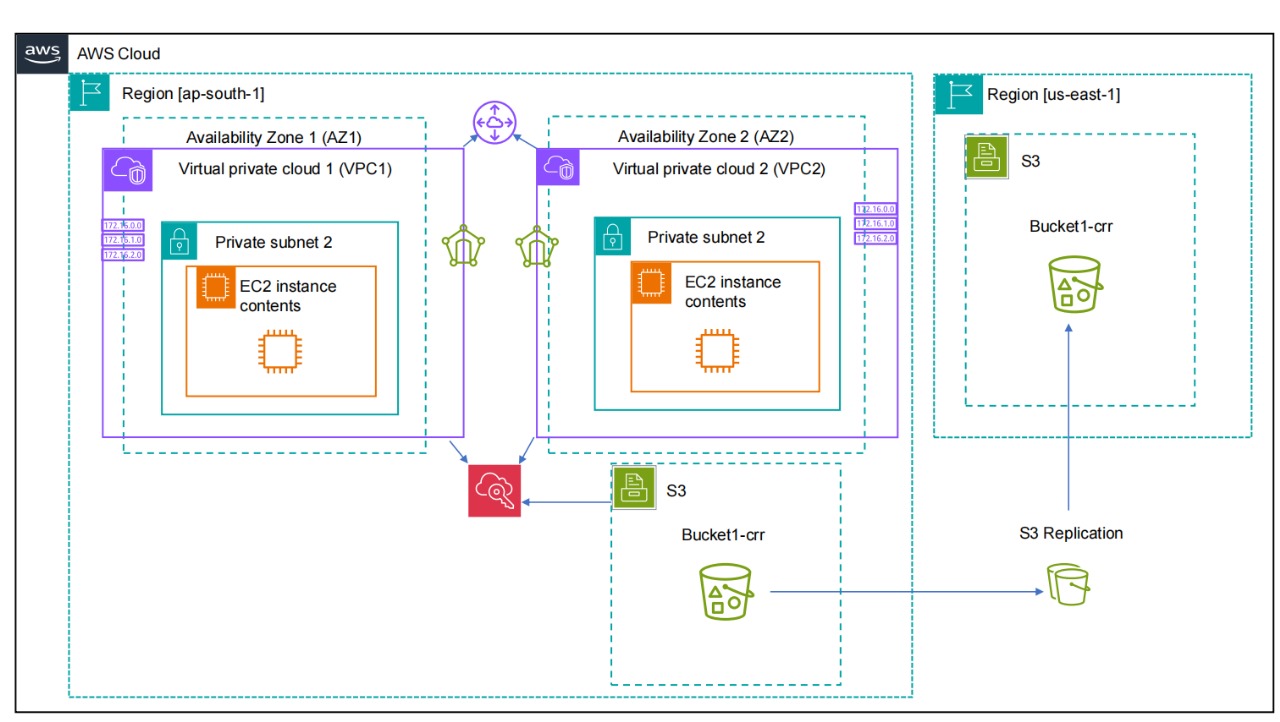 aws
AWS Cloud
Region [ap-south-1]
Availability Zone 1 (AZ1)
Virtual private cloud 1 (VPC1)
172.16.0.0
172.16.1.0
172.16.2.0
Private subnet 2
EC2 instance
contents
Availability Zone 2 (AZ2)
Virtual private cloud 2 (VPC2)
172.16.0.0
172.16.1.0
172.16.2.0
Private subnet 2
EC2 instance
contents
S3
Bucket1-crr
Region [us-east-1]
S3
Bucket1-crr
S3 Replication